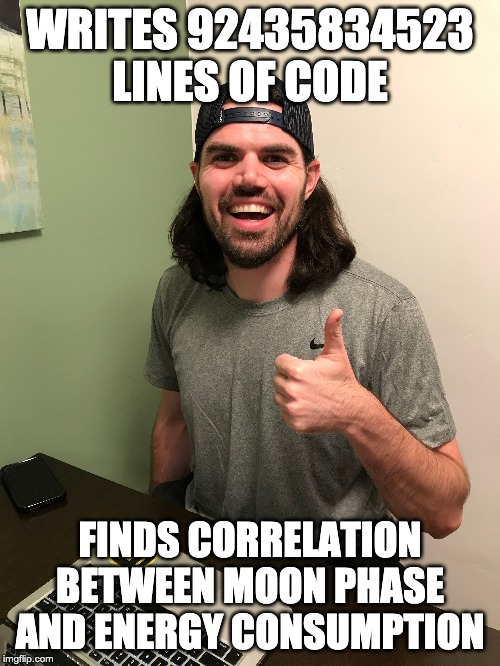 WRITES 92435834523
LINES OF CODE
FINDS CORRELATION
BETWEEN MOON PHASE
AND ENERGY CONSUMPTION
imgflip.com